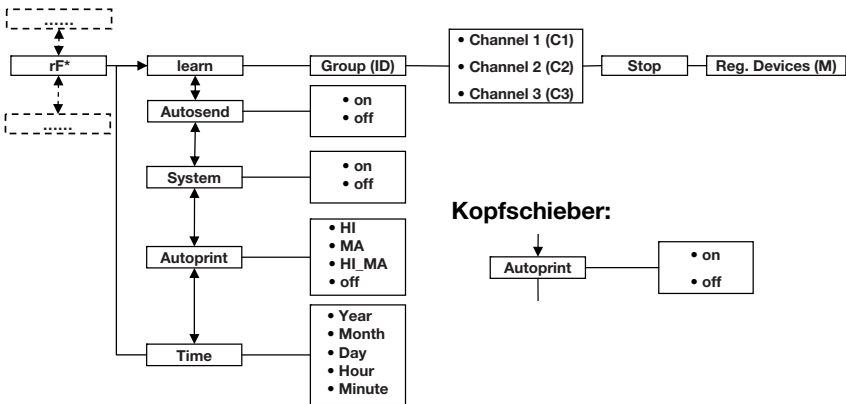 ......
rF*
......
learn
Group (ID)
• Channel 1 (C1)
• Channel 2 (C2)
• Channel 3 (C3)
Stop
Reg. Devices (M)
Autosend
• on
• off
System
• on
• off
Autoprint
• HI
• MA
• HI_MA
• off
Time
• Year
• Month
• Day
• Hour
• Minute
Kopfschieber:
Autoprint
• on
• off